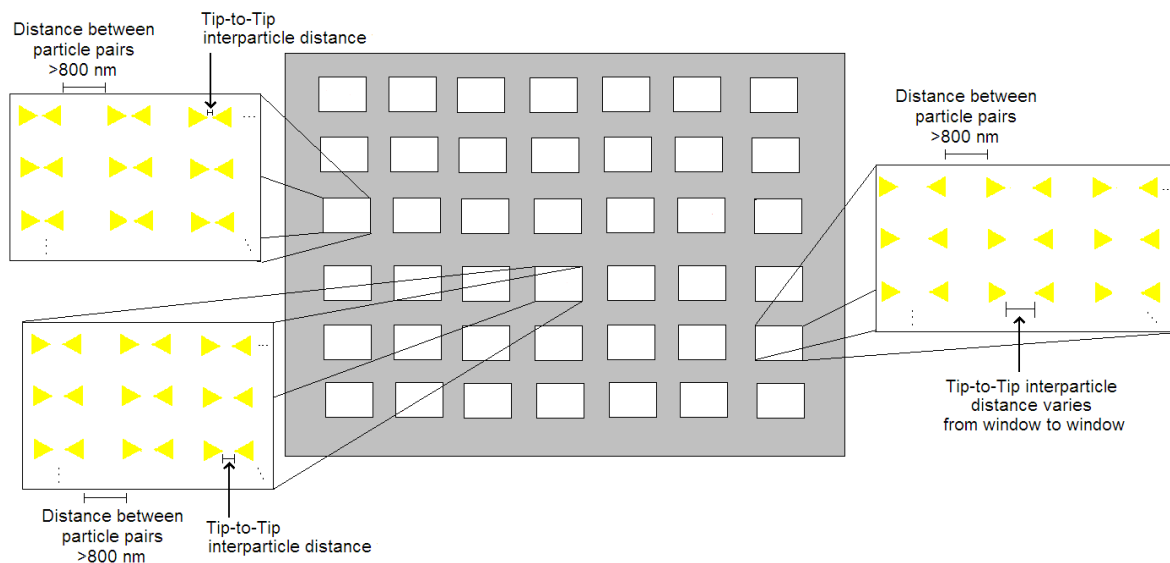 Distance between
particle pairs
>800 nm
Tip-to-Tip
interparticle distance
...
Distance between
particle pairs
>800 nm
Tip-to-Tip interparticle
distance varies
from window to window
Distance between
particle pairs
>800 nm
Tip-to-Tip
interparticle distance